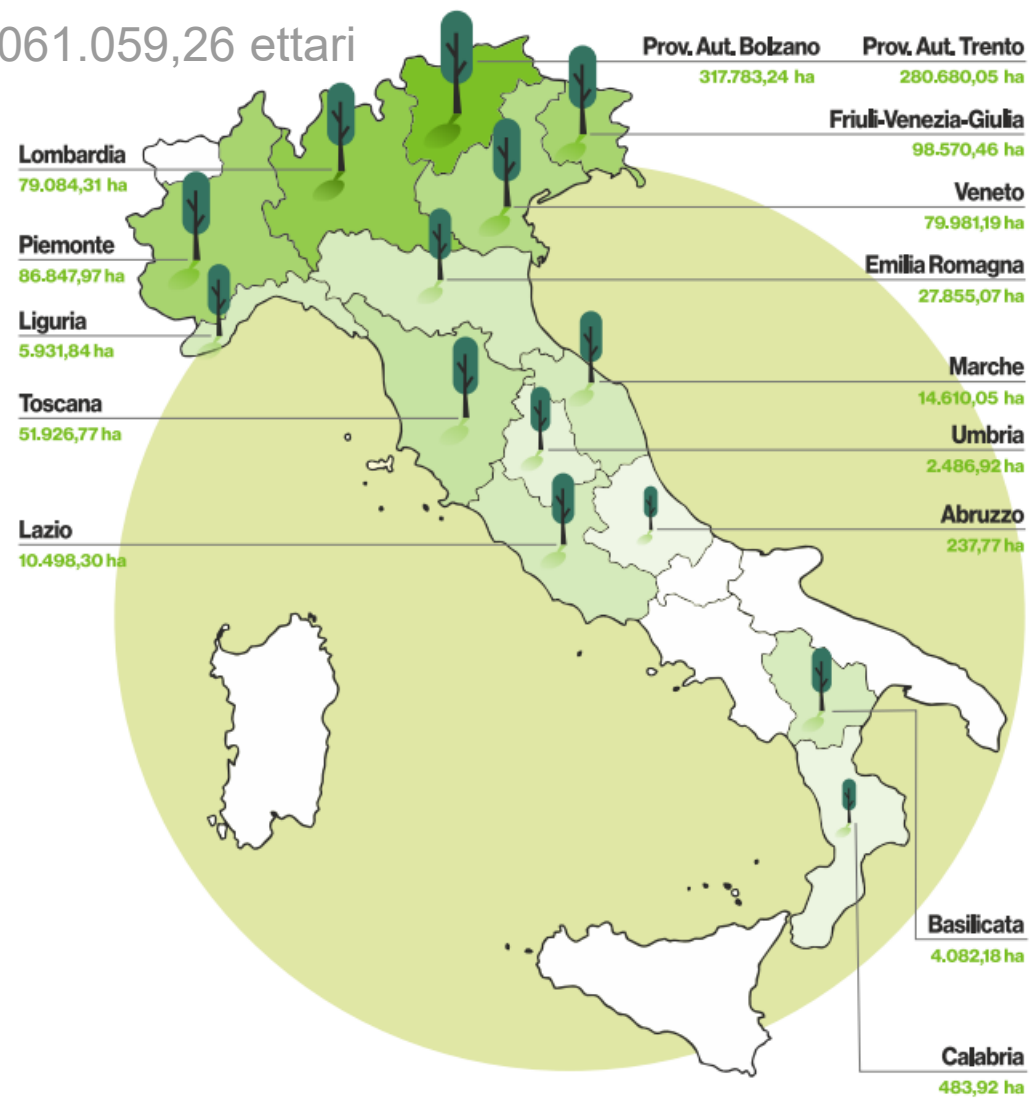 061.059,26 ettari
Prov. Aut. Bolzano
317.783,24 ha
Prov. Aut. Trento
280.680,05 ha
Friuli-Venezia-Giulia
98.570,46 ha
Lombardia
79.084,31 ha
Veneto
79.981,19 ha
Piemonte
86.847,97 ha
Emilia Romagna
27.855,07 ha
Liguria
5.931,84 ha
Marche
14.610,05 ha
Toscana
51.926,77 ha
Umbria
2.486,92 ha
Abruzzo
237,77 ha
Lazio
10.498,30 ha
Basilicata
4.082,18 ha
Calabria
483,92 ha